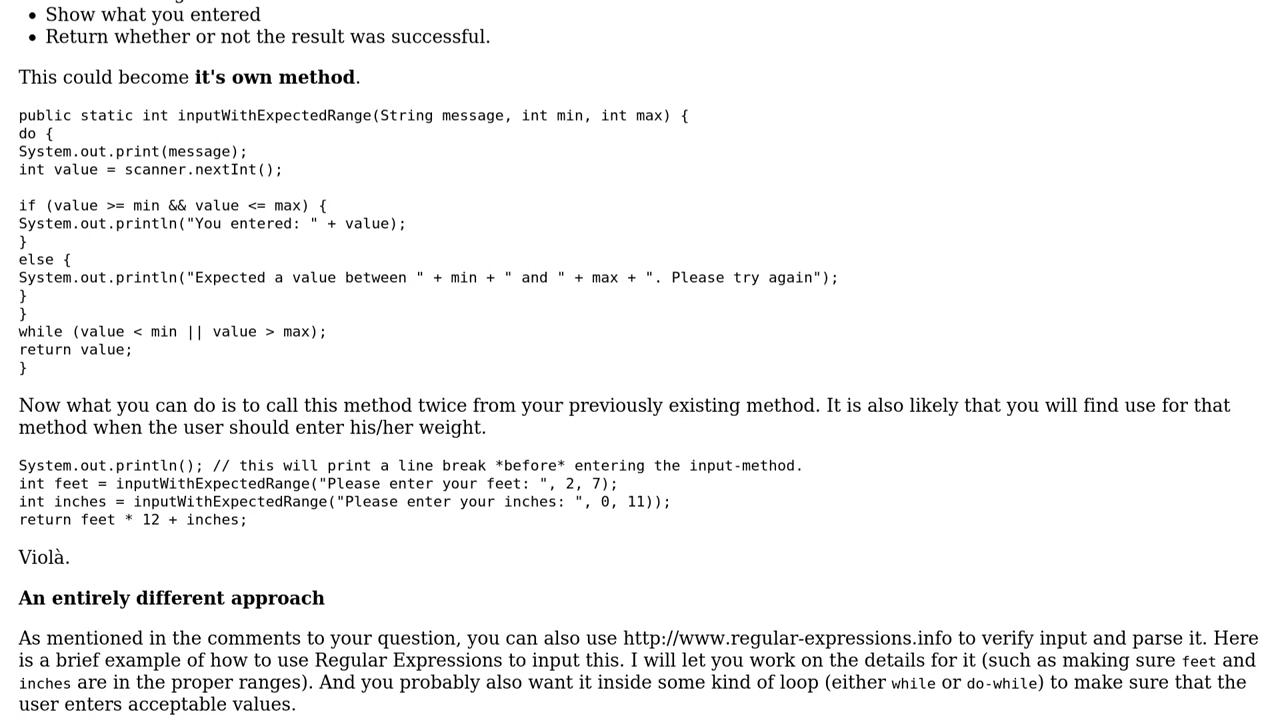 • Show what you entered
• Return whether or not the result was successful.
This could become it's own method.
public static int inputWithExpectedRange(String message, int min, int max) {
do {
System.out.print(message);
int value = scanner.nextInt();
if (value >= min && value <= max) {
System.out.println("You entered: " + value);
}
else {
System.out.println("Expected a value between " + min + " and " + max + ". Please try again");
}
}
while (value < min || value > max);
return value;
}
Now what you can do is to call this method twice from your previously existing method. It is also likely that you will find use for that
method when the user should enter his/her weight.
System.out.println(); // this will print a line break *before* entering the input-method.
int feet = inputWithExpectedRange("Please enter your feet: ", 2, 7);
int inches = inputWithExpectedRange("Please enter your inches: ", 0, 11));
return feet * 12 + inches;
Violà.
An entirely different approach
As mentioned in the comments to your question, you can also use http://www.regular-expressions.info to verify input and parse it. Here
is a brief example of how to use Regular Expressions to input this. I will let you work on the details for it (such as making sure feet and
inches are in the proper ranges). And you probably also want it inside some kind of loop (either while or do-while) to make sure that the
user enters acceptable values.